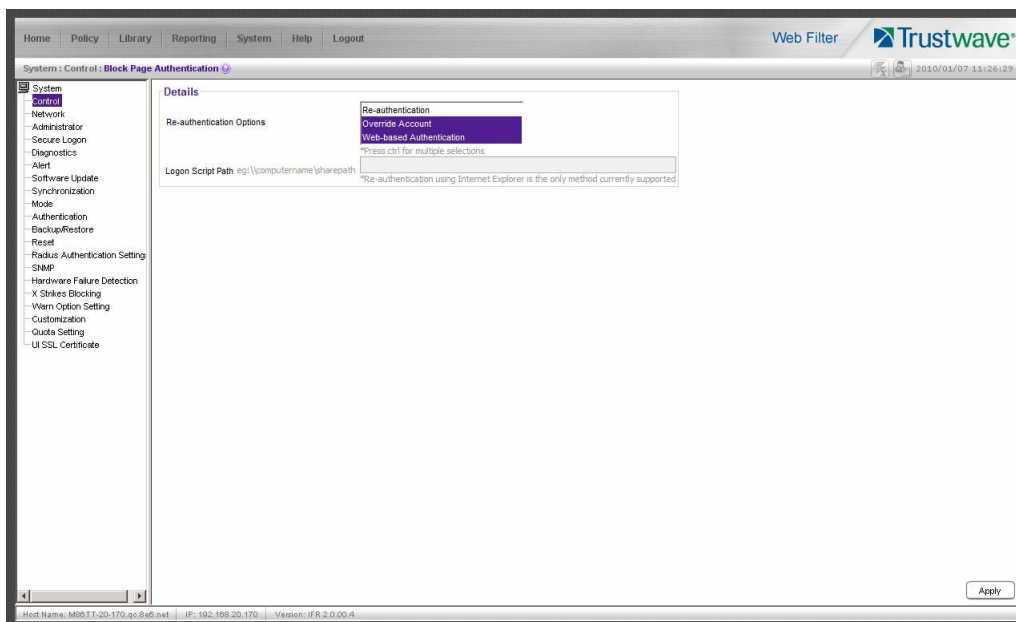 Home Policy Library Reporting System Help Logout
Web Filter Trustwave®
System : Control : Block Page Authentication
2010/01/07 11:26:29
System
Control
Network
Administrator
Secure Logon
Diagnostics
Alert
Software Update
Synchronization
Mode
Authentication
Backup/Restore
Reset
Radius Authentication Setting
SNMP
Hardware Failure Detection
X Strikes Blocking
Warn Option Setting
Customization
Quota Setting
UI SSL Certificate
Details
Re-authentication Options
Re-authentication
Override Account
Web-based Authentication
*Press ctrl for multiple selections
Logon Script Path eg:\\computername\sharepath
*Re-authentication using Internet Explorer is the only method currently supported
Apply
Host Name: M86TT-20-170.qc.8e6.net IP: 192.168.20.170 Version: IFR 2.0.00.4